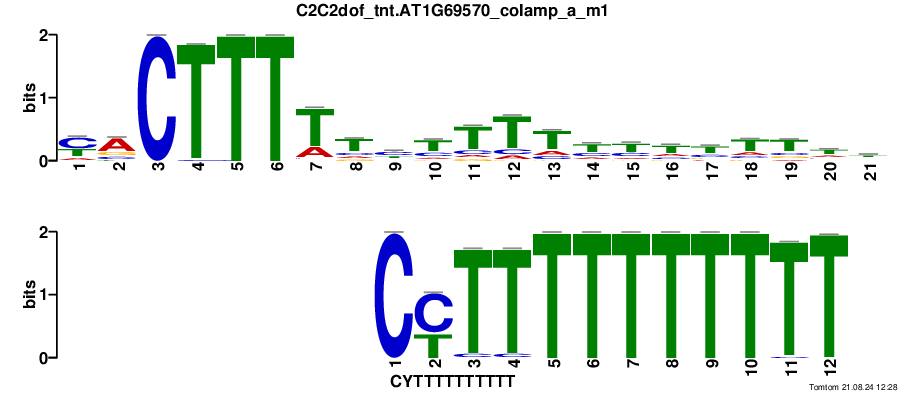 C2C2dof_tnt.AT1G69570_colamp_a_m1
bits
2
1
0
1 2 3 4 5 6 7 8 9 10 11 12 13 14 15 16 17 18 19 20 21
C A C T T T T T T T T T T T T T T T T
A
bits
2
1
0
C C T T T T T T T T T T
T
1 2 3 4 5 6 7 8 9 10 11 12
CYTTTTTTTTTT
Tomtom 21.08.24 12:28